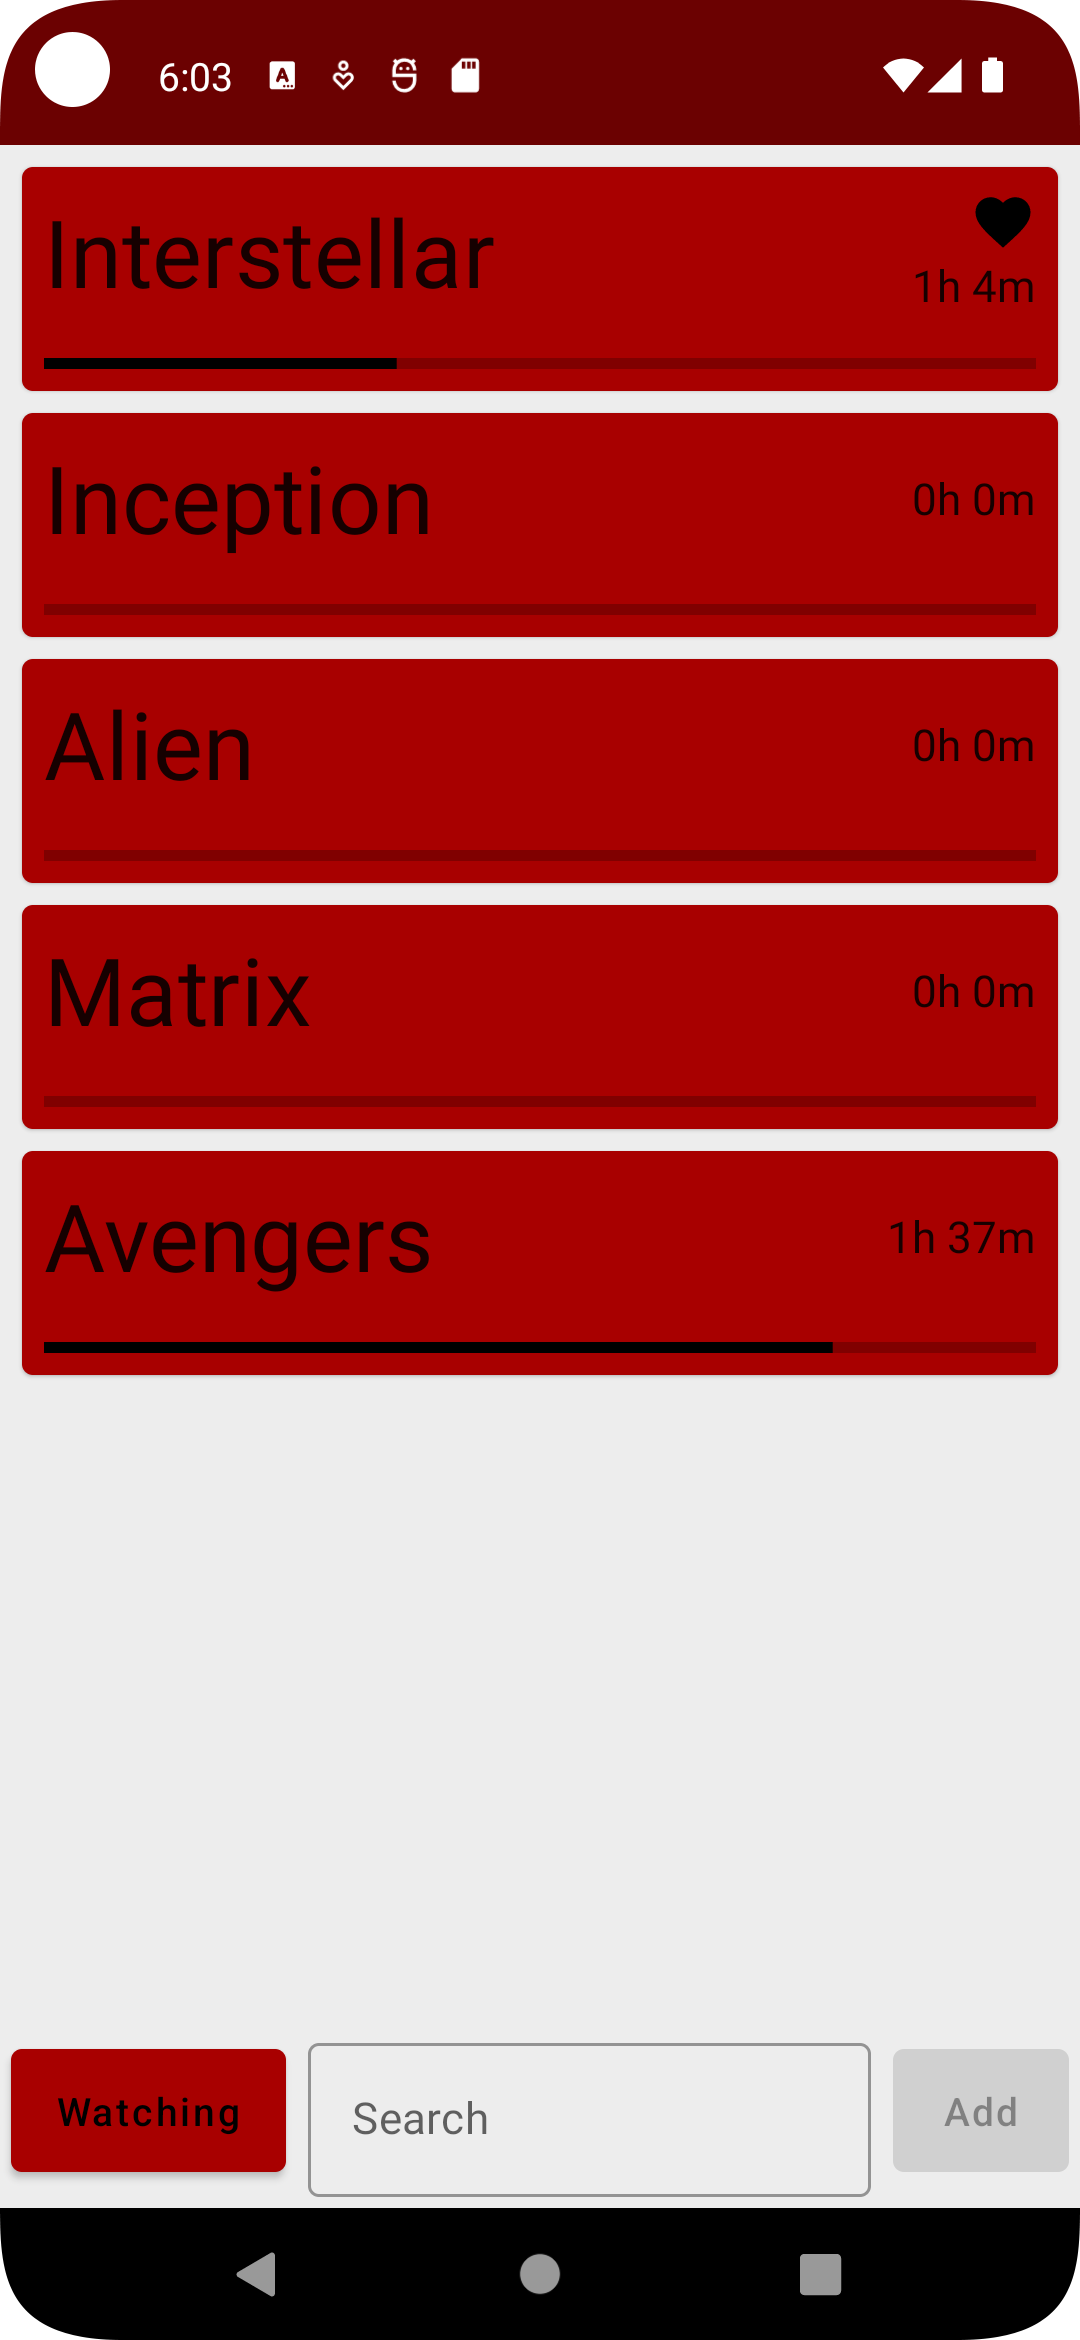 6:03
Interstellar
1h 4m
Inception
0h 0m
Alien
0h 0m
Matrix
0h 0m
Avengers
1h 37m
Watching
Search
Add